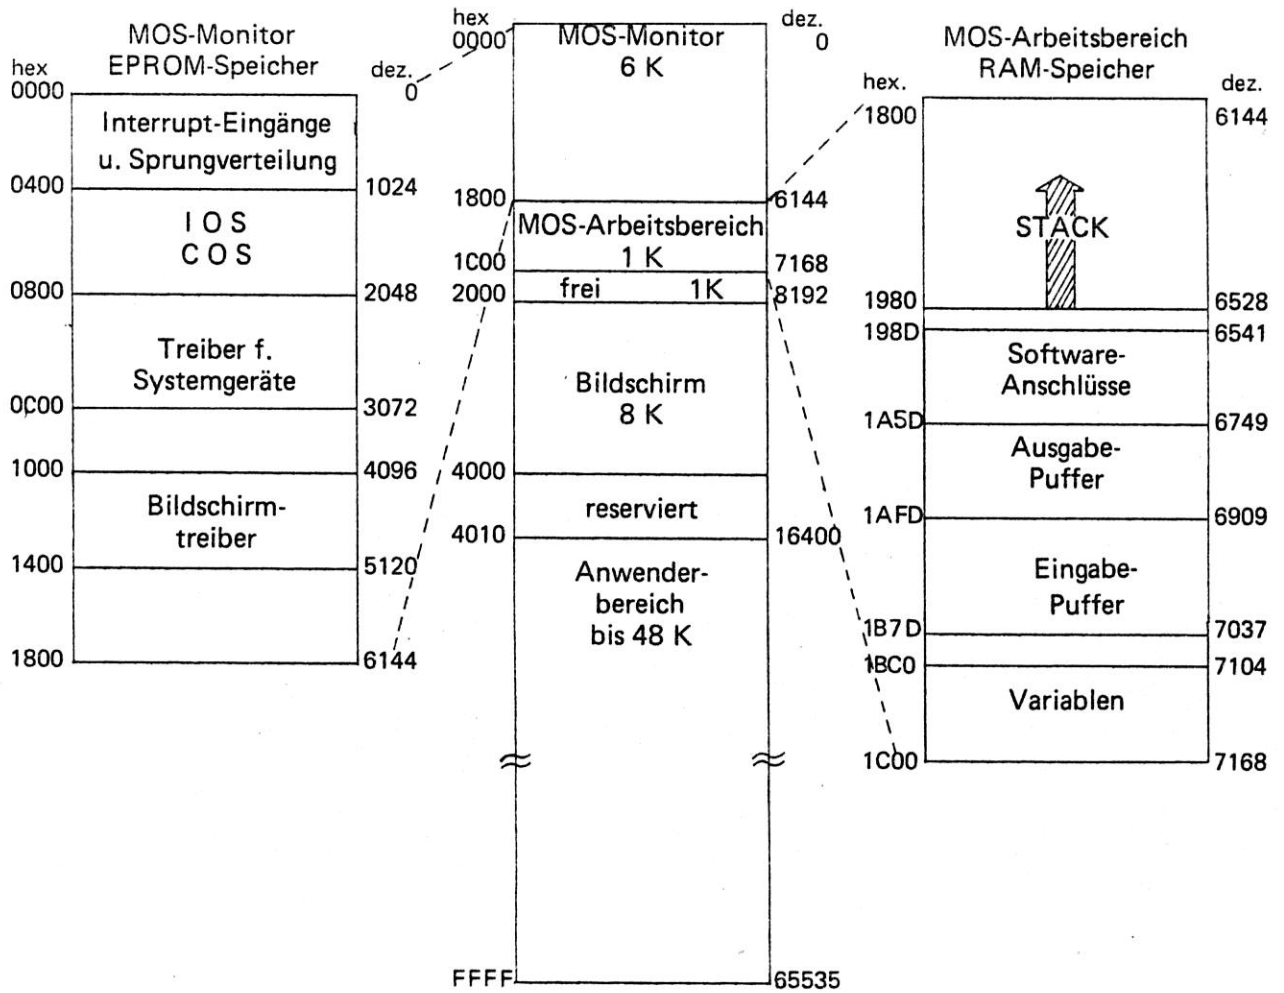 MOS-Monitor
EPROM-Speicher
hex
dez.
0000
0
Interrupt-Eingänge
u. Sprungverteilung
0400
1024
I O S
C O S
0800
2048
Treiber f.
Systemgeräte
0C00
3072
1000
4096
Bildschirm-
treiber
1400
5120
1800
6144
hex
dez.
0000
0
MOS-Monitor
6 K
1800
6144
MOS-Arbeitsbereich
1 K
1C00
7168
frei 1K
2000
8192
Bildschirm
8 K
4000
reserviert
4010
16400
Anwender-
bereich
bis 48 K
FFFF
65535
MOS-Arbeitsbereich
RAM-Speicher
hex.
dez.
1800
6144
STACK
1980
6528
198D
6541
Software-
Anschlüsse
1A5D
6749
Ausgabe-
Puffer
1AFD
6909
Eingabe-
Puffer
1B7D
7037
1BC0
7104
Variablen
1C00
7168